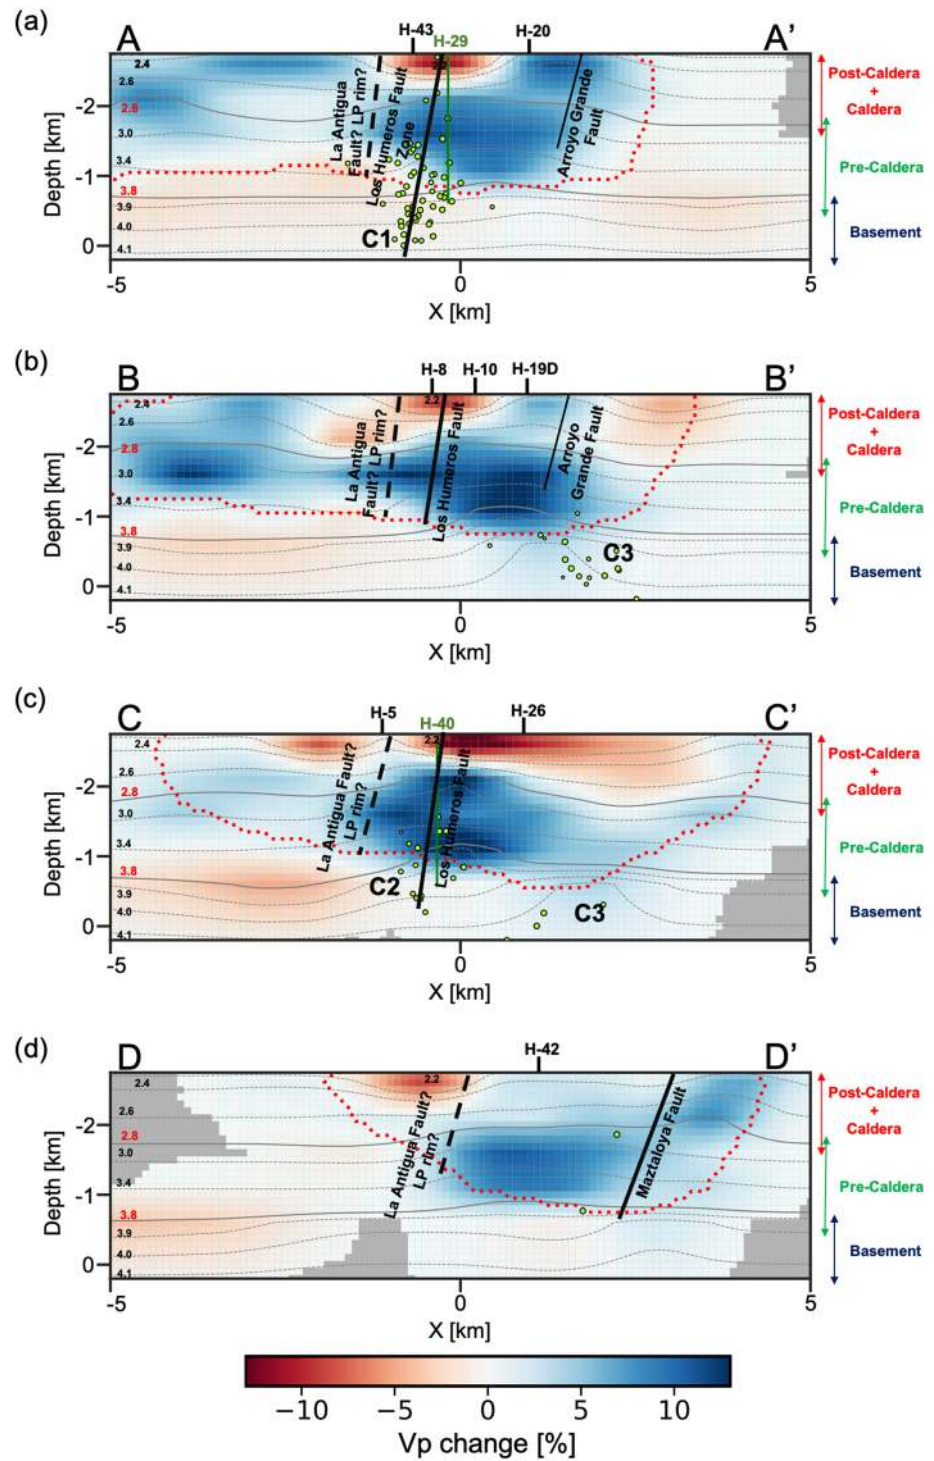 (a)
A
H-43
H-29
H-20
A'
2.4
2.6
2.8
3.0
3.4
3.8
3.9
4.0
4.1
2.2
La Antigua
Fault? LP rim?
Los Humeros Fault
Zone
Arroyo Grande
Fault
C1
Depth [km]
-2
-1
0
-5
0
5
X [km]
Post-Caldera
+
Caldera
Pre-Caldera
Basement
(b)
B
H-8
H-10
H-19D
B'
2.4
2.6
2.8
3.0
3.4
3.8
3.9
4.0
4.1
2.2
La Antigua
Fault? LP rim?
Los Humeros Fault
Arroyo
Grande Fault
C3
Depth [km]
-2
-1
0
-5
0
5
X [km]
Post-Caldera
+
Caldera
Pre-Caldera
Basement
(c)
C
H-5
H-40
H-26
C'
2.4
2.6
2.8
3.0
3.4
3.8
3.9
4.0
4.1
2.2
La Antigua Fault?
LP rim?
Los Humeros Fault
C2
C3
Depth [km]
-2
-1
0
-5
0
5
X [km]
Post-Caldera
+
Caldera
Pre-Caldera
Basement
(d)
D
H-42
D'
2.4
2.6
2.8
3.0
3.4
3.8
3.9
4.0
4.1
2.2
La Antigua Fault?
LP rim?
Maztaloya Fault
Depth [km]
-2
-1
0
-5
0
5
X [km]
Post-Caldera
+
Caldera
Pre-Caldera
Basement
−10 −5 0 5 10
Vp change [%]